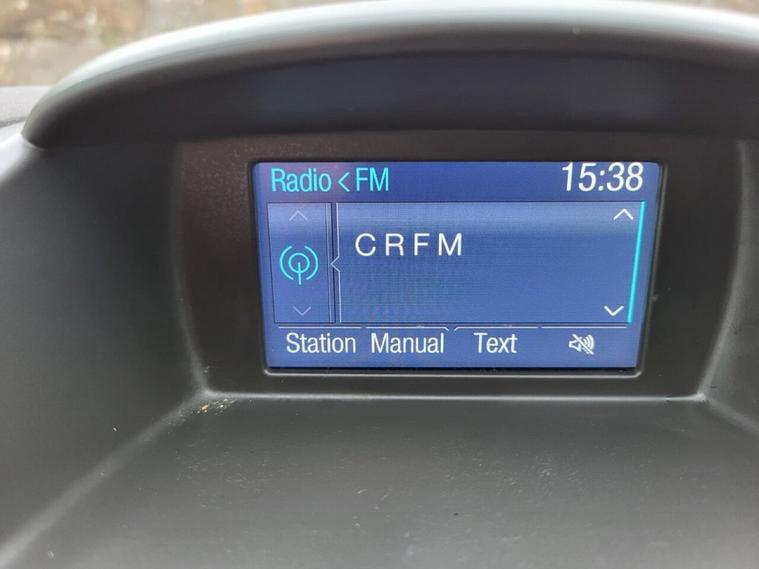 Radio < FM 15:38
C R F M
Station Manual Text